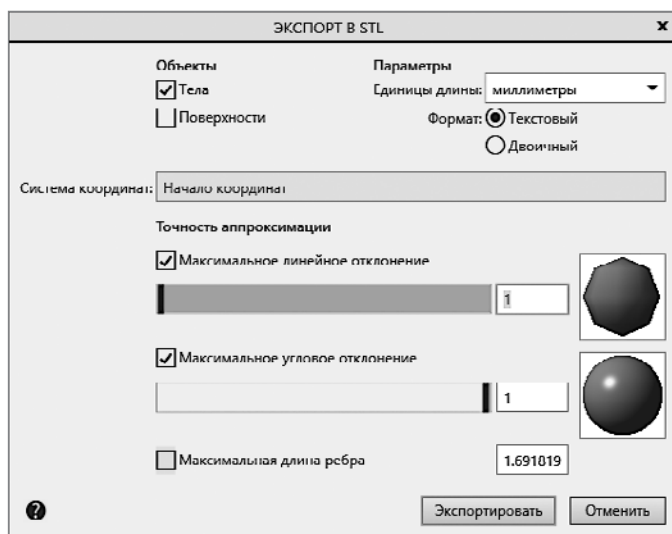 ЭКСПОРТ В STL x
Объекты Параметры
Тела Единицы длины: миллиметры
Поверхности Формат: Текстовый
Двоичный
Система координат: Начало координат
Точность аппроксимации
Максимальное линейное отклонение
1
Максимальное угловое отклонение
1
Максимальная длина ребра 1.691819
? Экспортировать Отменить